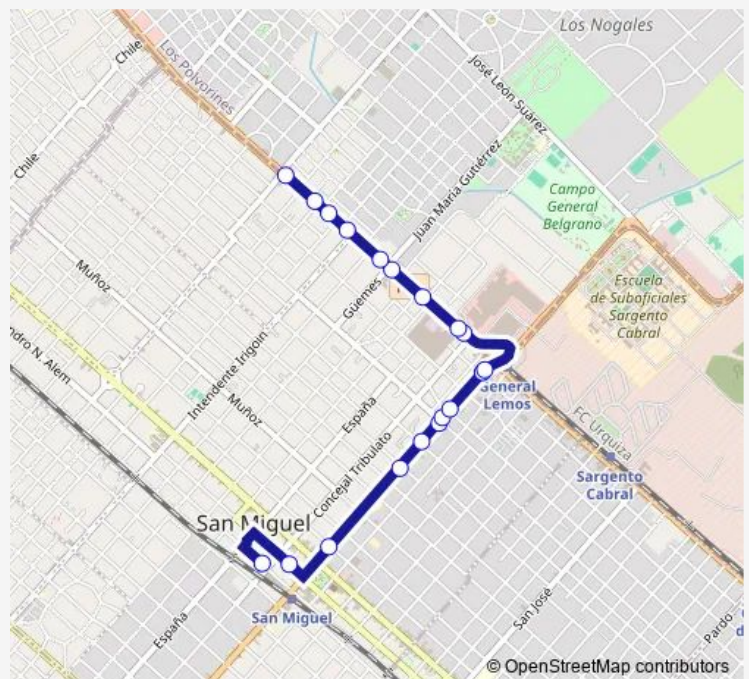 Los Nogales
Chile
Los Polvorines
José León Suárez
Chile
Juan María Gutiérrez
Campo
General
Belgrano
Muñoz
Güemes
Escuela
de Suboficiales
Sargento
Cabral
Intendente Irigoin
General
Lemos
FC Urquiza
Muñoz
España
Concejal Tribulato
Sargento
Cabral
San Miguel
San Miguel
España
San José
Pardo
© OpenStreetMap contributors